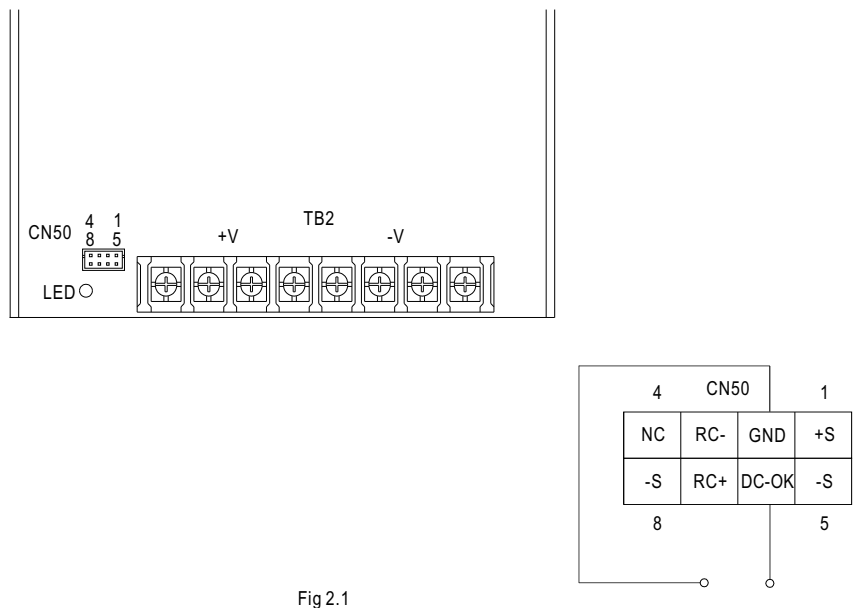 4 1
CN50 8 5
TB2
+V -V
LED
4 CN50 1
NC RC- GND +S
-S RC+ DC-OK -S
8 5
Fig 2.1